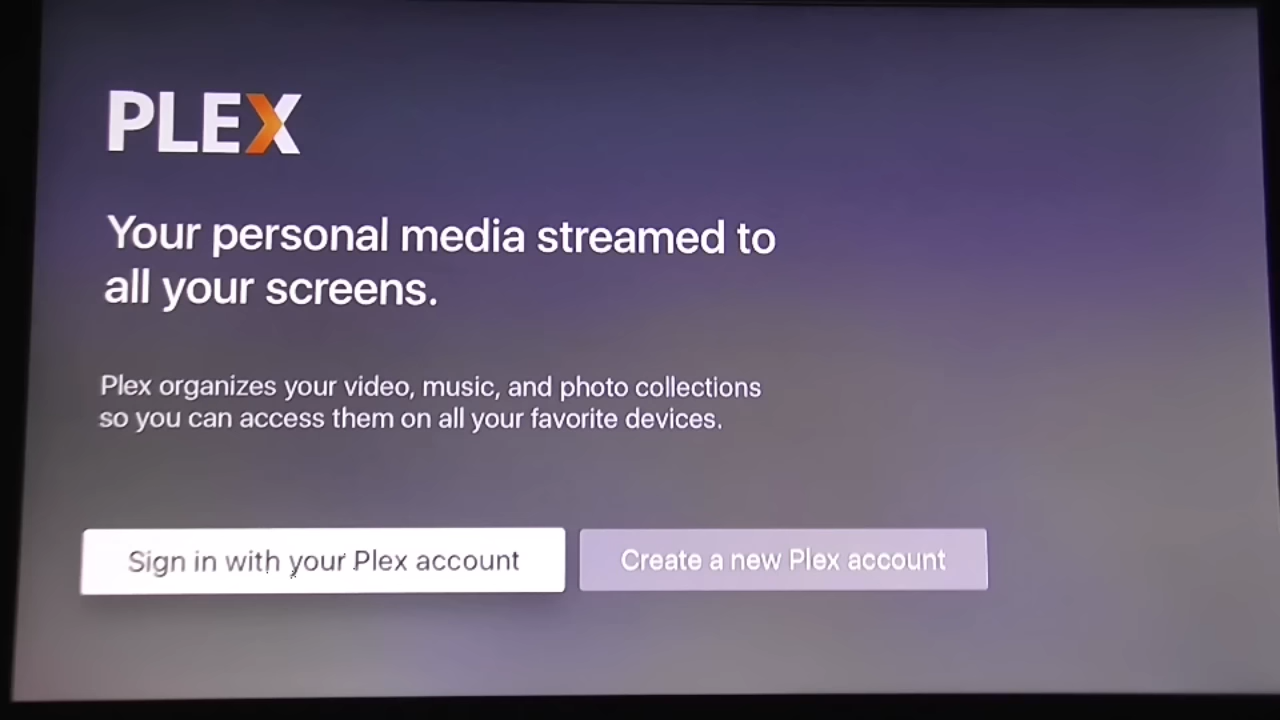 PLEX
Your personal media streamed to
all your screens.
Plex organizes your video, music, and photo collections
so you can access them on all your favorite devices.
Sign in with your Plex account
Create a new Plex account